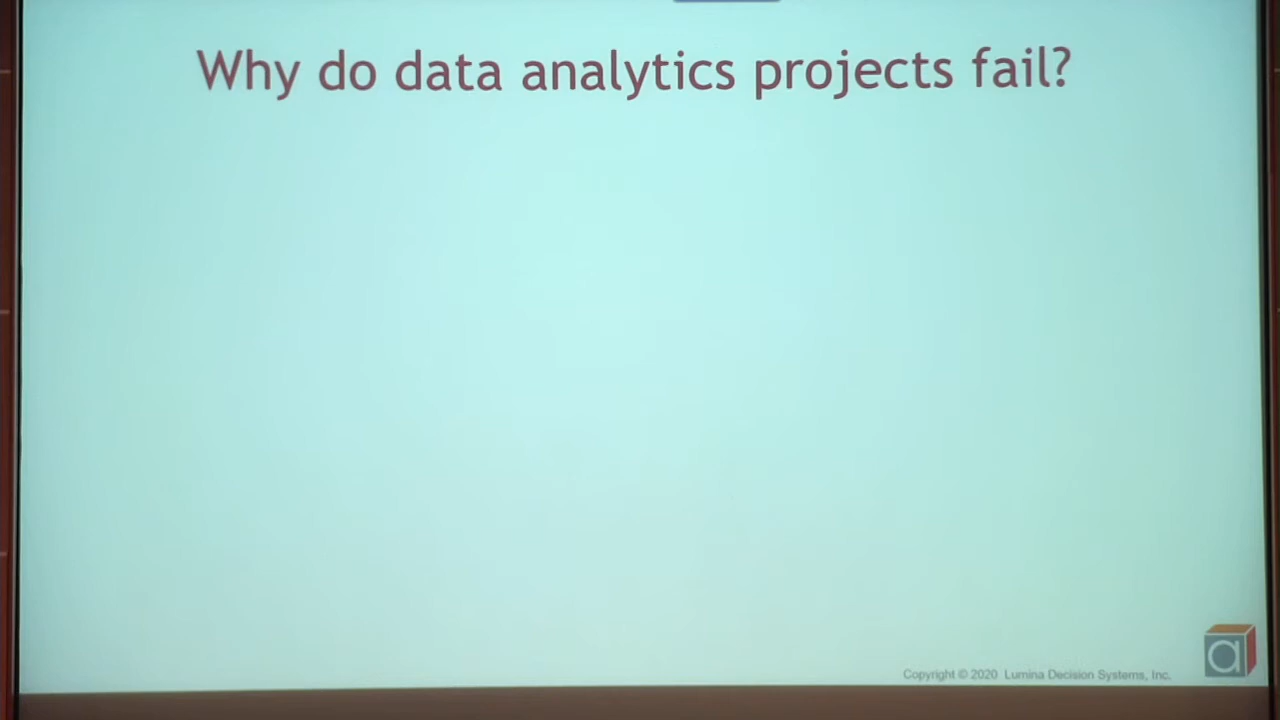 Why do data analytics projects fail?
Copyright © 2020 Lumina Decision Systems, Inc.
a